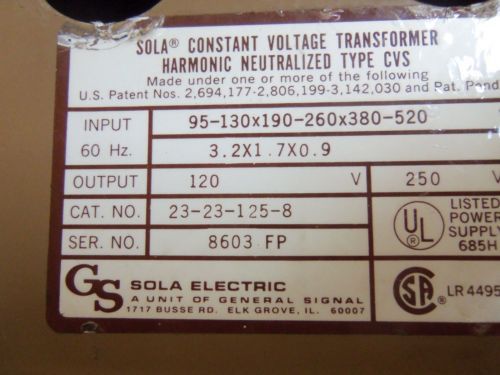 SOLA® CONSTANT VOLTAGE TRANSFORMER
HARMONIC NEUTRALIZED TYPE CVS
Made under one or more of the following
U.S. Patent Nos. 2,694,177-2,806,199-3,142,030 and Pat. Pend
INPUT 95-130x190-260x380-520
60 Hz. 3.2X1.7X0.9
OUTPUT 120 V 250 V
CAT. NO. 23-23-125-8
SER. NO. 8603 FP
UL ®
LISTED
POWER
SUPPLY
685H
GS SOLA ELECTRIC
A UNIT OF GENERAL SIGNAL
1717 BUSSE RD. ELK GROVE, IL. 60007
SA LR 4495